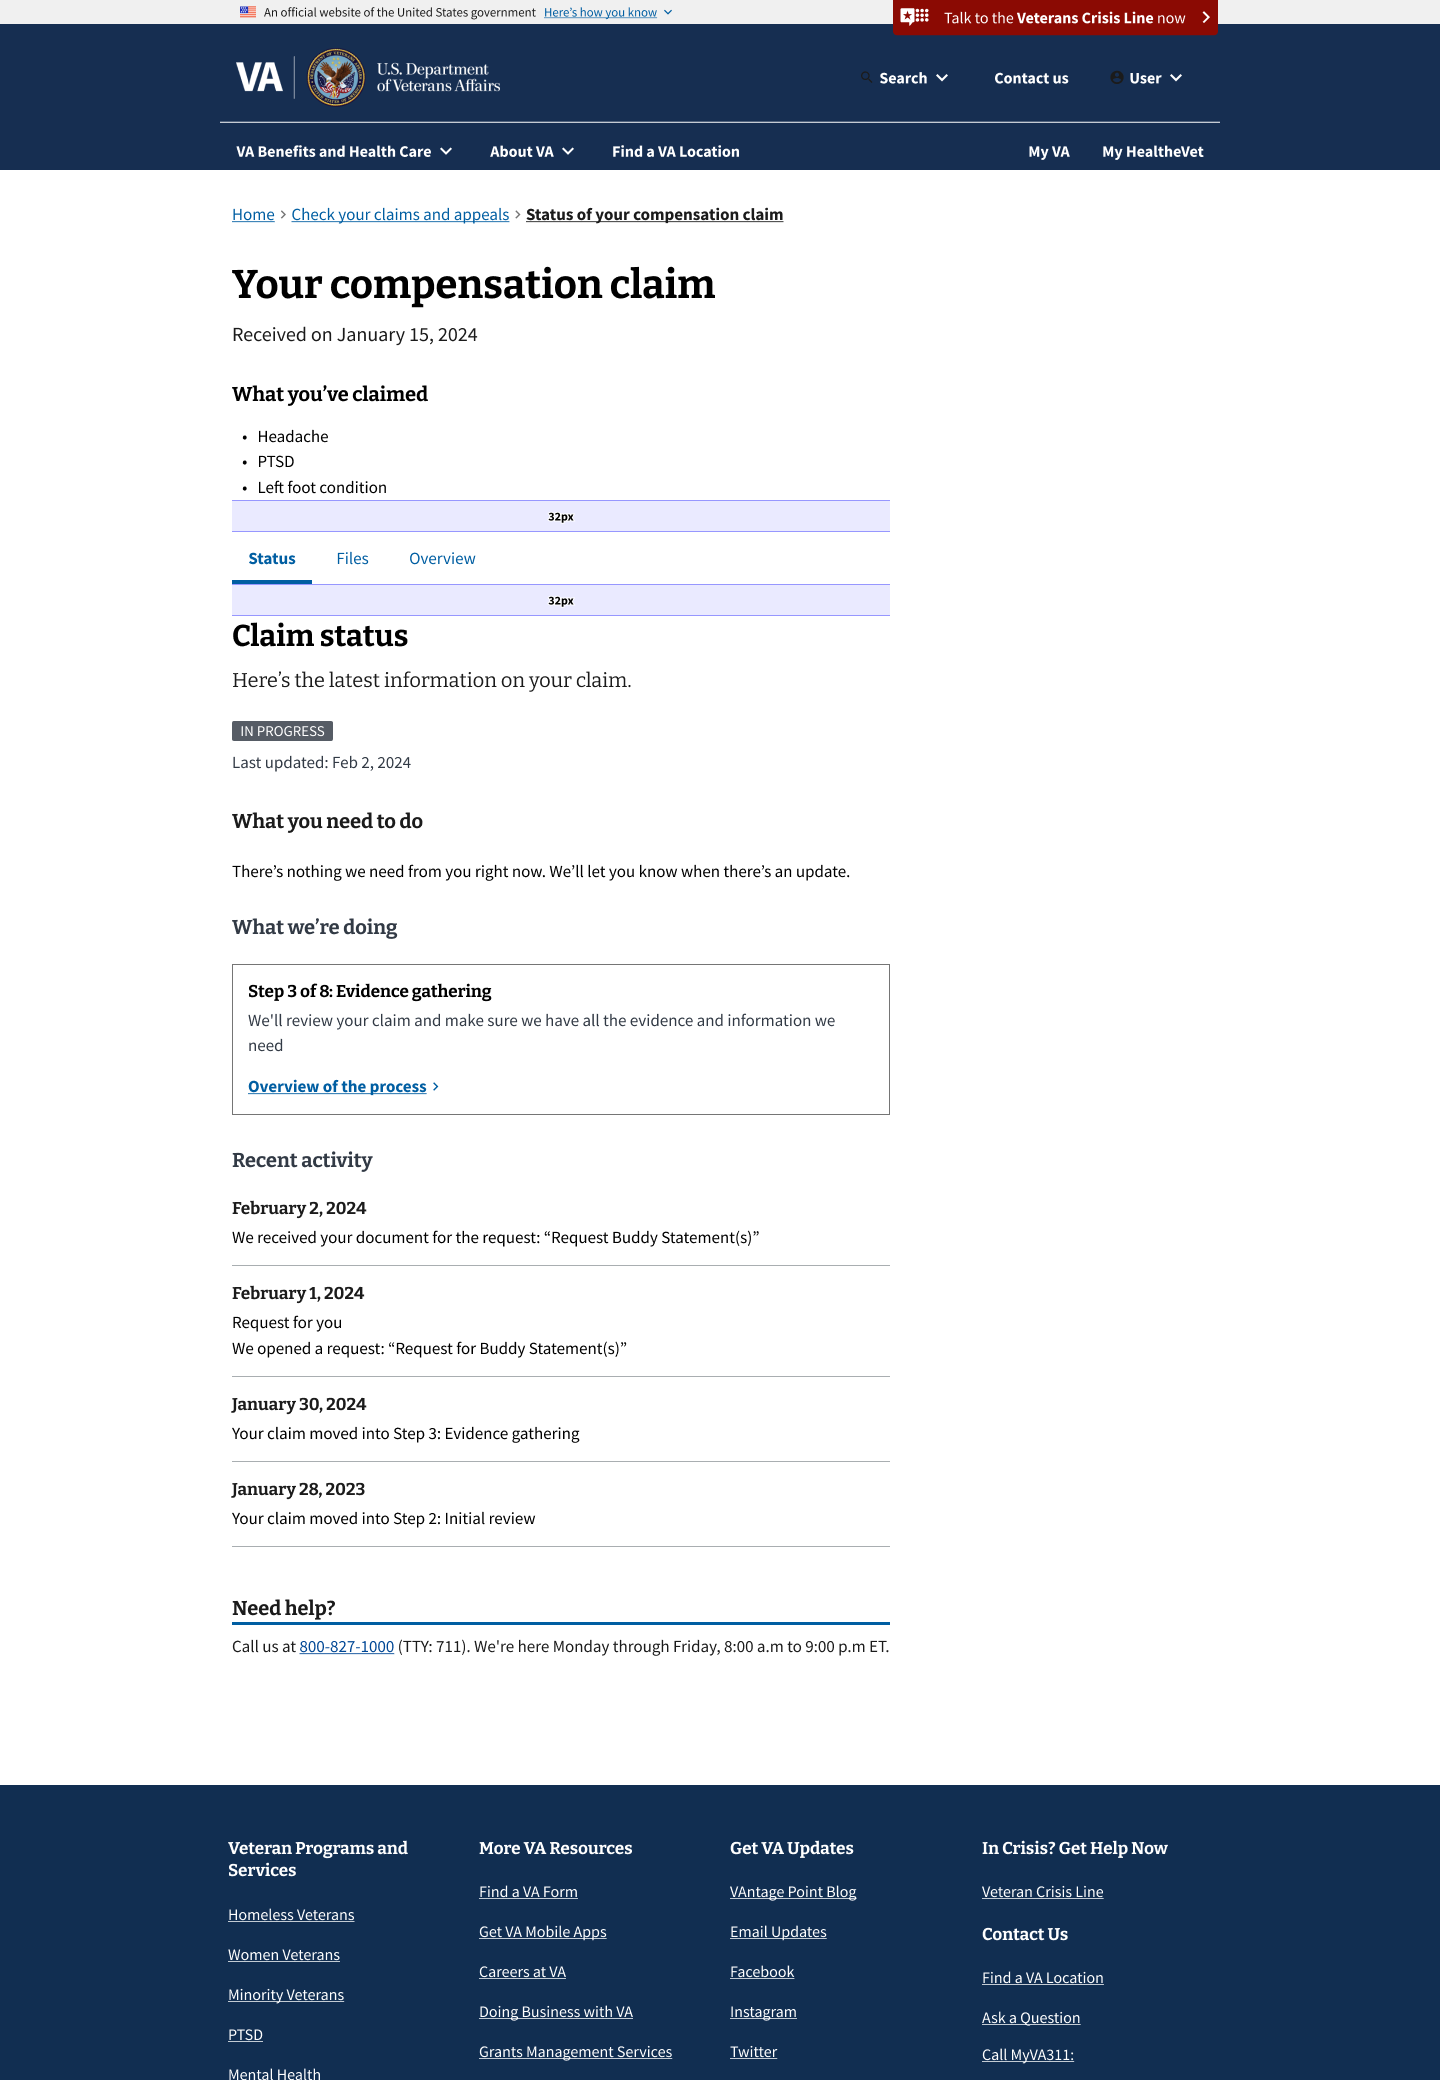 An official website of the United States government Here's how you know
Talk to the Veterans Crisis Line now
VA
U.S. Department
of Veterans Affairs
Search
Contact us
User
VA Benefits and Health Care
About VA
Find a VA Location
My VA
My HealtheVet
Home > Check your claims and appeals > Status of your compensation claim
Your compensation claim
Received on January 15, 2024
What you’ve claimed
• Headache
• PTSD
• Left foot condition
32px
Status
Files
Overview
32px
Claim status
Here’s the latest information on your claim.
IN PROGRESS
Last updated: Feb 2, 2024
What you need to do
There’s nothing we need from you right now. We’ll let you know when there’s an update.
What we’re doing
Step 3 of 8: Evidence gathering
We'll review your claim and make sure we have all the evidence and information we
need
Overview of the process
Recent activity
February 2, 2024
We received your document for the request: “Request Buddy Statement(s)”
February 1, 2024
Request for you
We opened a request: “Request for Buddy Statement(s)”
January 30, 2024
Your claim moved into Step 3: Evidence gathering
January 28, 2023
Your claim moved into Step 2: Initial review
Need help?
Call us at 800-827-1000 (TTY: 711). We're here Monday through Friday, 8:00 a.m to 9:00 p.m ET.
Veteran Programs and
Services
Homeless Veterans
Women Veterans
Minority Veterans
PTSD
Mental Health
More VA Resources
Find a VA Form
Get VA Mobile Apps
Careers at VA
Doing Business with VA
Grants Management Services
Get VA Updates
VAntage Point Blog
Email Updates
Facebook
Instagram
Twitter
In Crisis? Get Help Now
Veteran Crisis Line
Contact Us
Find a VA Location
Ask a Question
Call MyVA311: